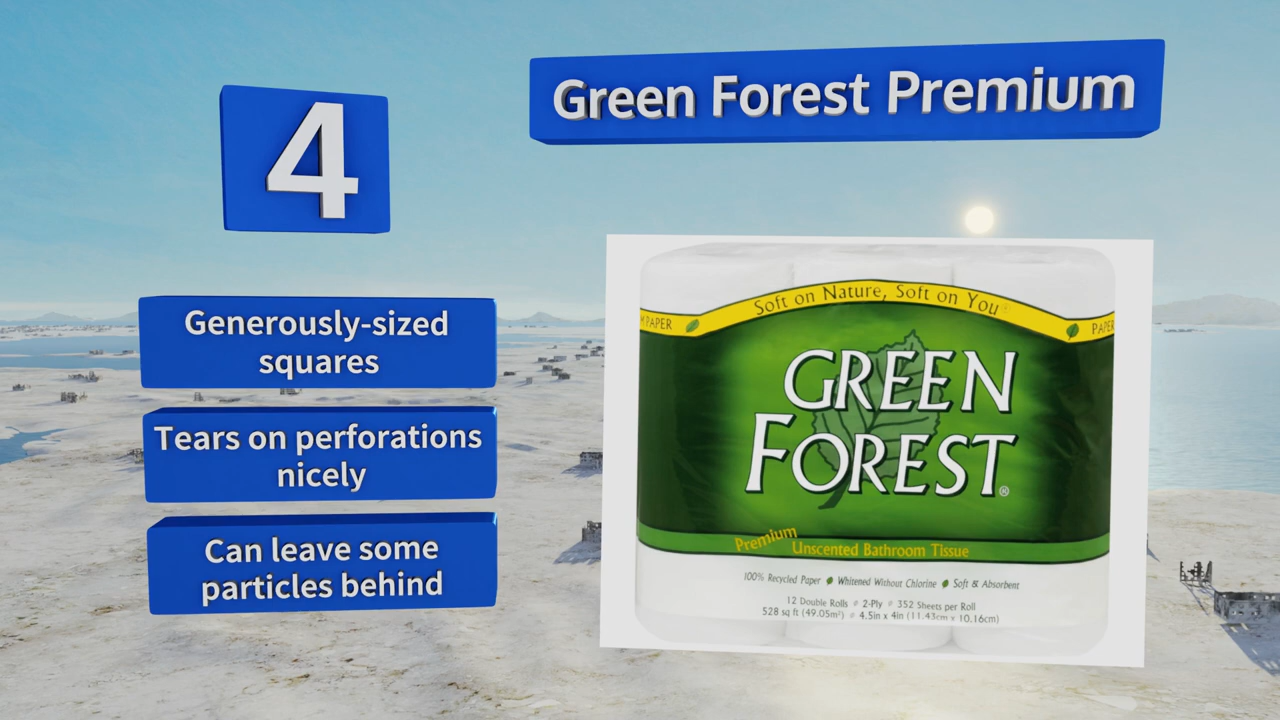 4
Green Forest Premium
Generously-sized
squares
Tears on perforations
nicely
Can leave some
particles behind
Soft on Nature, Soft on You®
PAPER
PAPER
GREEN
FOREST®
Premium
Unscented Bathroom Tissue
100% Recycled Paper Whitened Without Chlorine Soft & Absorbent
12 Double Rolls 2-Ply 352 Sheets per Roll
528 sq ft (49.05m²) 4.5in x 4in (11.43cm x 10.16cm)